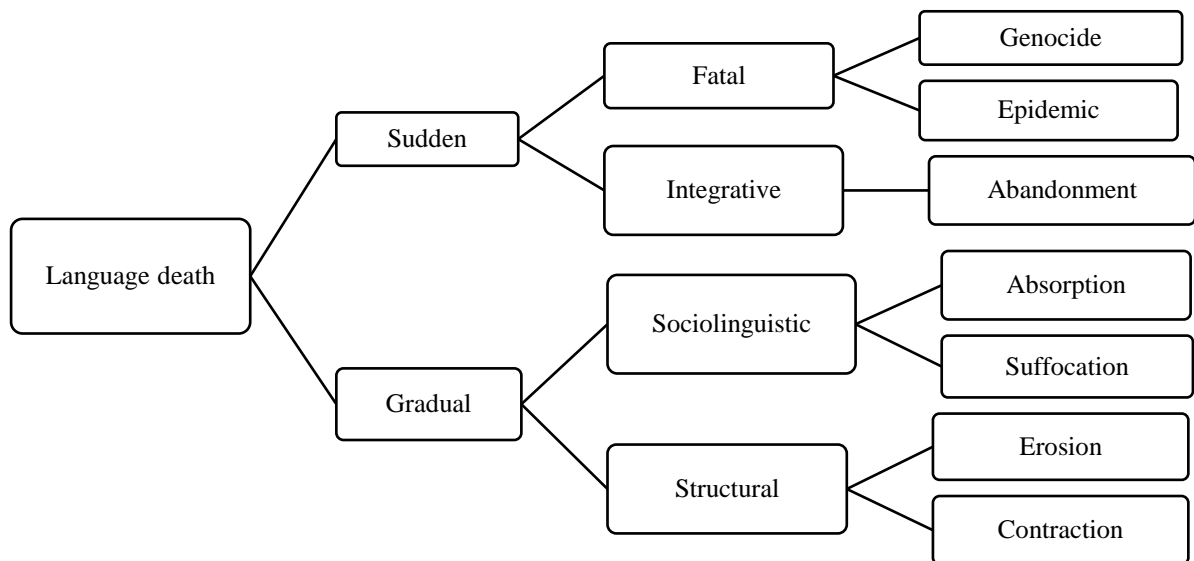 Language death
Sudden
Fatal
Genocide
Epidemic
Integrative
Abandonment
Gradual
Sociolinguistic
Absorption
Suffocation
Structural
Erosion
Contraction